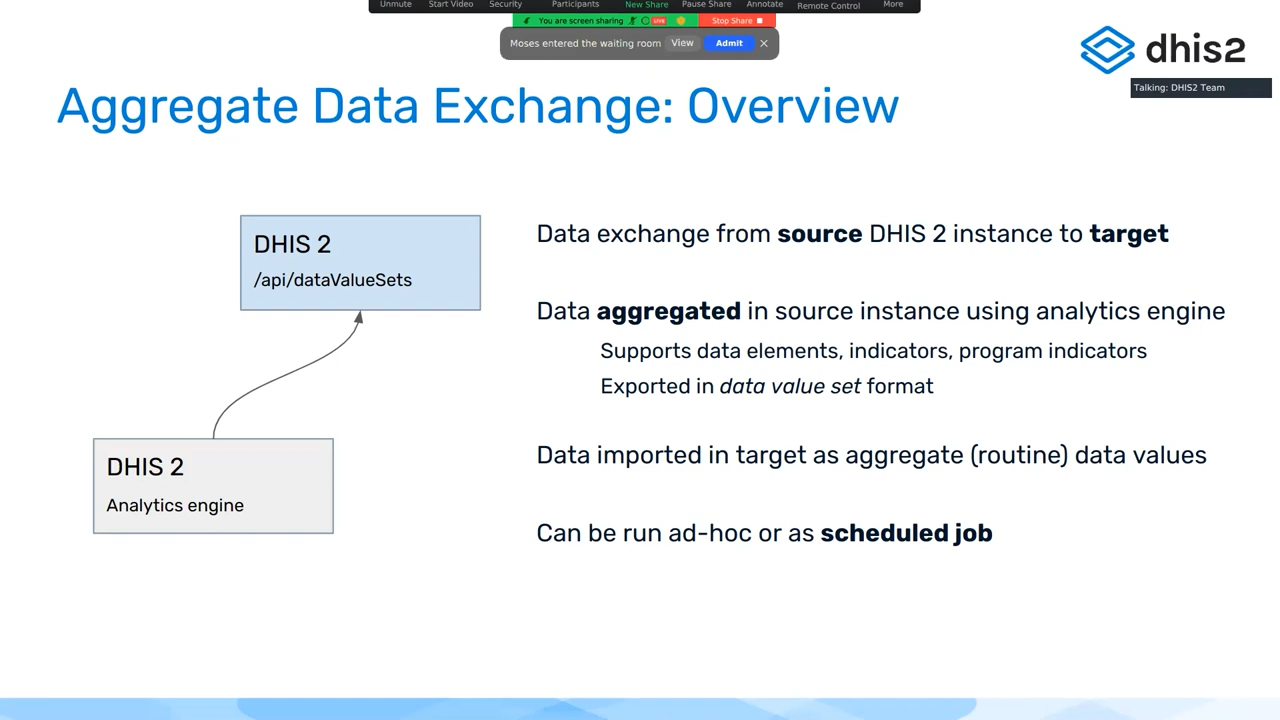 Unmute Start Video Security Participants New Share Pause Share Annotate Remote Control More
You are screen sharing LIVE Stop Share
Moses entered the waiting room View Admit
dhis2
Talking: DHIS2 Team
Aggregate Data Exchange: Overview
DHIS 2
/api/dataValueSets
DHIS 2
Analytics engine
Data exchange from source DHIS 2 instance to target
Data aggregated in source instance using analytics engine
Supports data elements, indicators, program indicators
Exported in data value set format
Data imported in target as aggregate (routine) data values
Can be run ad-hoc or as scheduled job